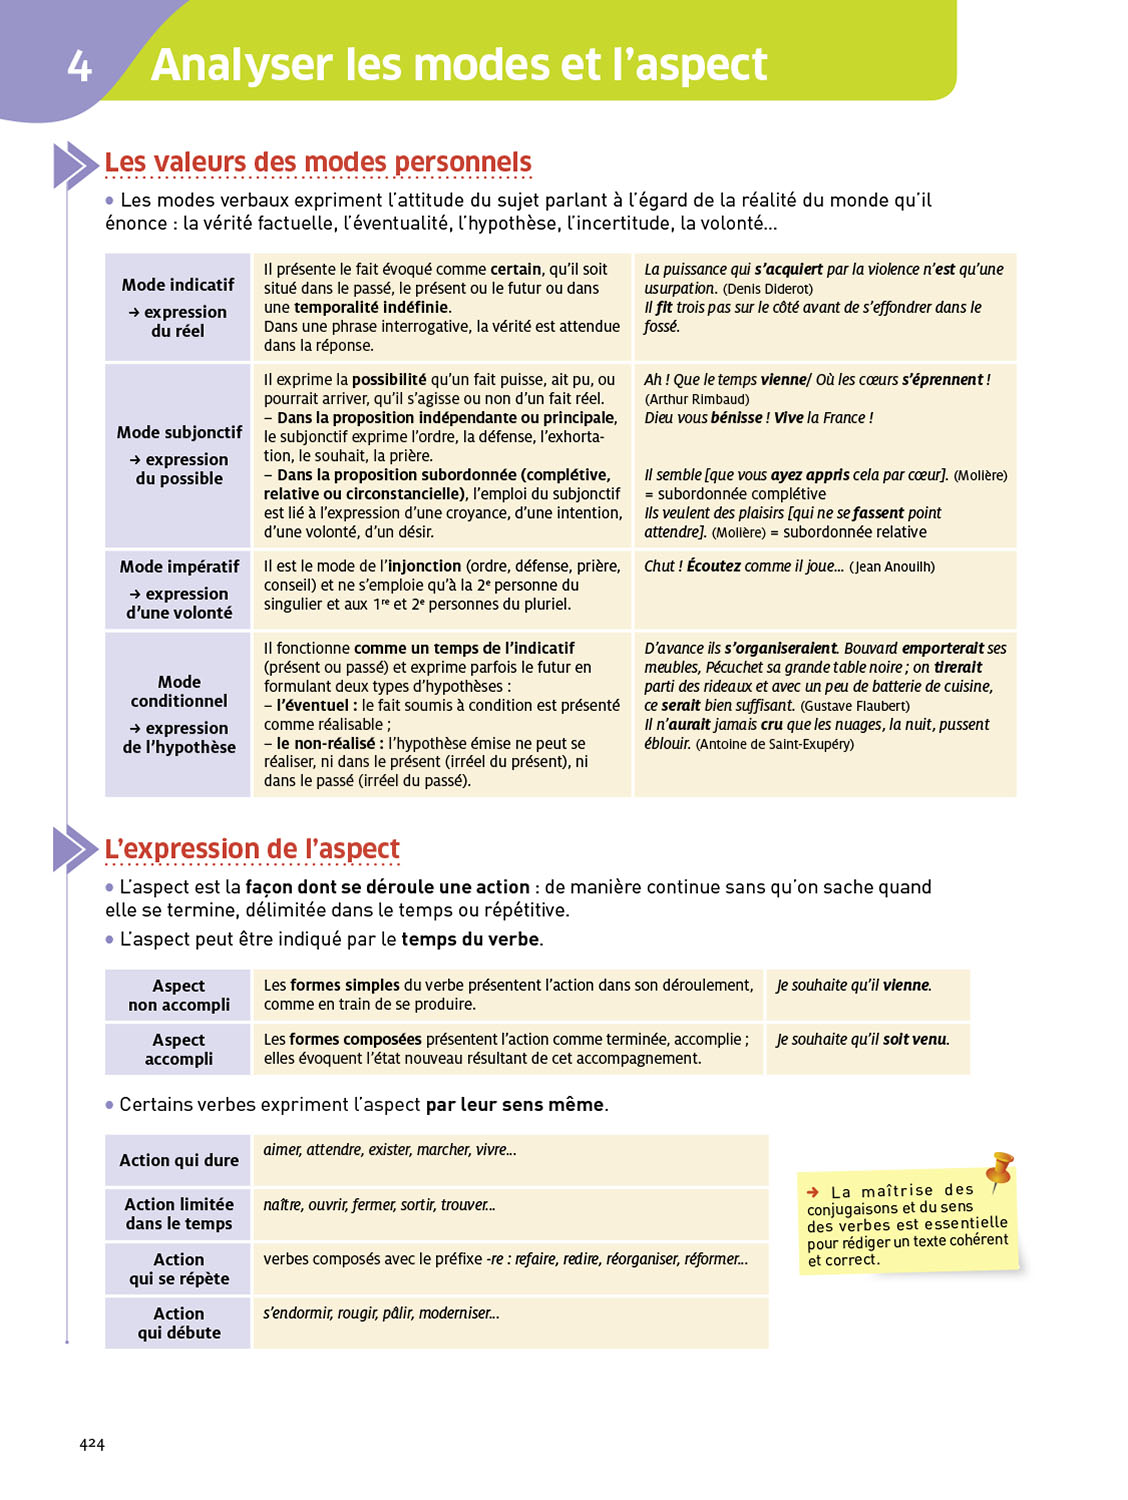 4
Analyser les modes et l’aspect
Les valeurs des modes personnels
• Les modes verbaux expriment l’attitude du sujet parlant à l’égard de la réalité du monde qu’il
énonce : la vérité factuelle, l’éventualité, l’hypothèse, l’incertitude, la volonté...
Mode indicatif
→ expression
du réel
Il présente le fait évoqué comme certain, qu’il soit
situé dans le passé, le présent ou le futur ou dans
une temporalité indéfinie.
Dans une phrase interrogative, la vérité est attendue
dans la réponse.
La puissance qui s’acquiert par la violence n’est qu’une
usurpation. (Denis Diderot)
Il fit trois pas sur le côté avant de s’effondrer dans le
fossé.
Mode subjonctif
→ expression
du possible
Il exprime la possibilité qu’un fait puisse, ait pu, ou
pourrait arriver, qu’il s’agisse ou non d’un fait réel.
– Dans la proposition indépendante ou principale,
le subjonctif exprime l’ordre, la défense, l’exhorta-
tion, le souhait, la prière.
– Dans la proposition subordonnée (complétive,
relative ou circonstancielle), l’emploi du subjonctif
est lié à l’expression d’une croyance, d’une intention,
d’une volonté, d’un désir.
Ah ! Que le temps vienne/ Où les cœurs s’éprennent !
(Arthur Rimbaud)
Dieu vous bénisse ! Vive la France !
Il semble [que vous ayez appris cela par cœur]. (Molière)
= subordonnée complétive
Ils veulent des plaisirs [qui ne se fassent point
attendre]. (Molière) = subordonnée relative
Mode impératif
→ expression
d’une volonté
Il est le mode de l’injonction (ordre, défense, prière,
conseil) et ne s’emploie qu’à la 2e personne du
singulier et aux 1re et 2e personnes du pluriel.
Chut ! Écoutez comme il joue... (Jean Anouilh)
Mode
conditionnel
→ expression
de l’hypothèse
Il fonctionne comme un temps de l’indicatif
(présent ou passé) et exprime parfois le futur en
formulant deux types d’hypothèses :
– l’éventuel : le fait soumis à condition est présenté
comme réalisable ;
– le non-réalisé : l’hypothèse émise ne peut se
réaliser, ni dans le présent (irréel du présent), ni
dans le passé (irréel du passé).
D’avance ils s’organiseraient. Bouvard emporterait ses
meubles, Pécuchet sa grande table noire ; on tirerait
parti des rideaux et avec un peu de batterie de cuisine,
ce serait bien suffisant. (Gustave Flaubert)
Il n’aurait jamais cru que les nuages, la nuit, pussent
éblouir. (Antoine de Saint-Exupéry)
L’expression de l’aspect
• L’aspect est la façon dont se déroule une action : de manière continue sans qu’on sache quand
elle se termine, délimitée dans le temps ou répétitive.
• L’aspect peut être indiqué par le temps du verbe.
Aspect
non accompli
Les formes simples du verbe présentent l’action dans son déroulement,
comme en train de se produire.
Je souhaite qu’il vienne.
Aspect
accompli
Les formes composées présentent l’action comme terminée, accomplie ;
elles évoquent l’état nouveau résultant de cet accompagnement.
Je souhaite qu’il soit venu.
• Certains verbes expriment l’aspect par leur sens même.
Action qui dure
aimer, attendre, exister, marcher, vivre...
Action limitée
dans le temps
naître, ouvrir, fermer, sortir, trouver...
Action
qui se répète
verbes composés avec le préfixe -re : refaire, redire, réorganiser, réformer...
Action
qui débute
s’endormir, rougir, pâlir, moderniser...
→ La maîtrise des
conjugaisons et du sens
des verbes est essentielle
pour rédiger un texte cohérent
et correct.
424